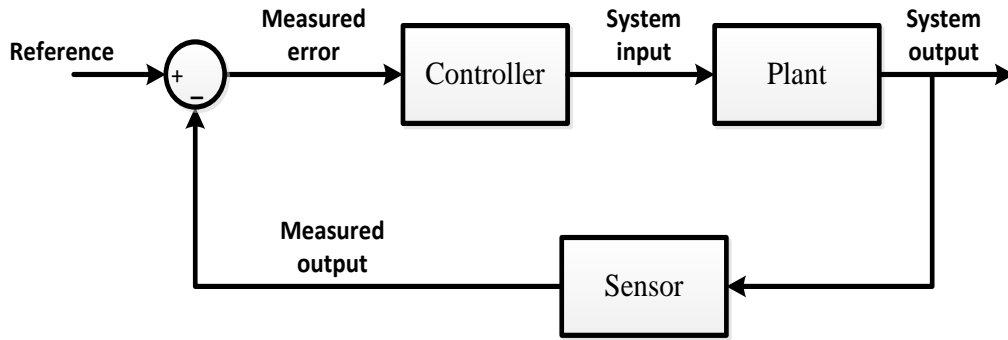 Reference
+
−
Measured
error
Controller
System
input
Plant
System
output
Measured
output
Sensor